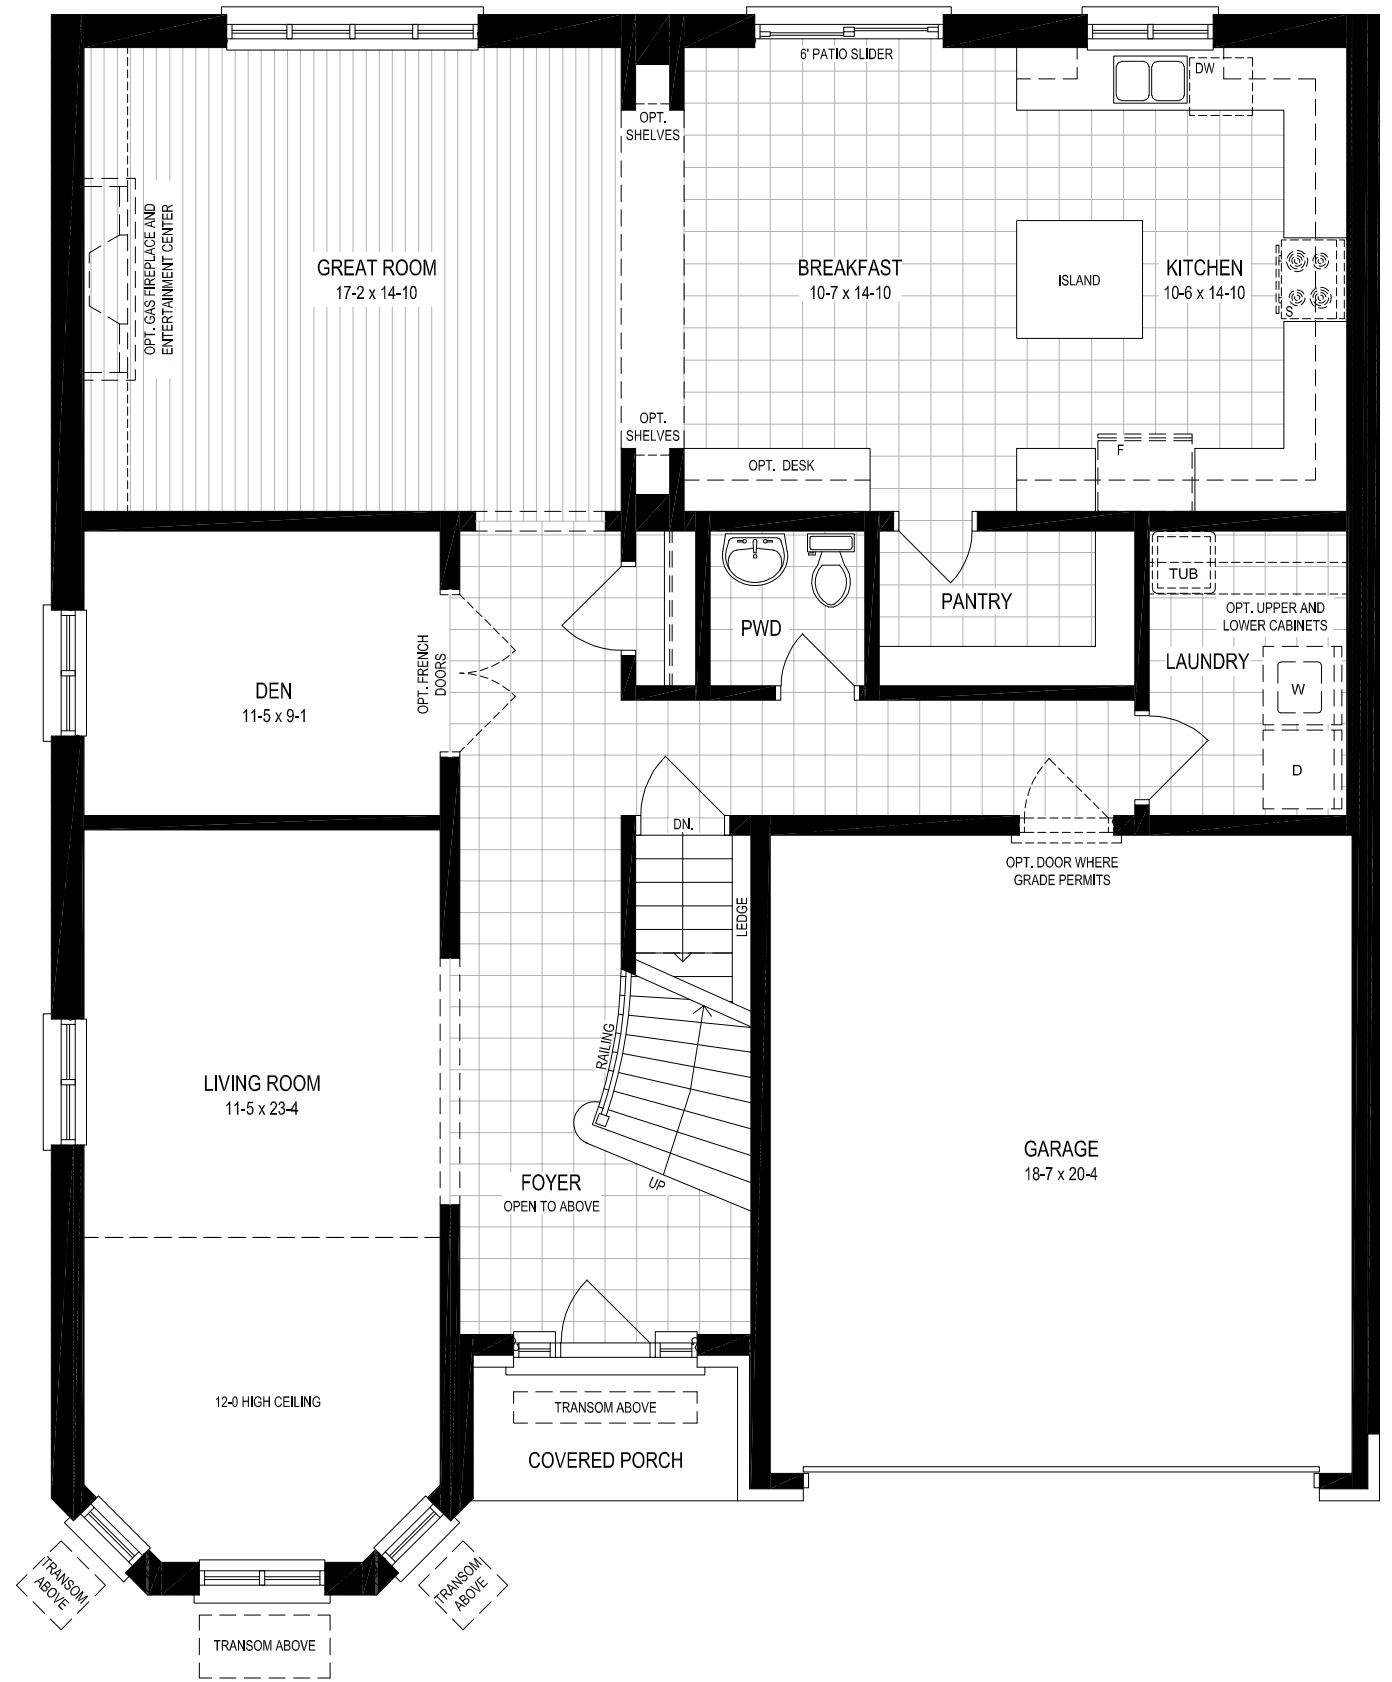 6' PATIO SLIDER
DW
OPT.
SHELVES
OPT. GAS FIREPLACE AND
ENTERTAINMENT CENTER
GREAT ROOM
17-2 x 14-10
BREAKFAST
10-7 x 14-10
ISLAND
KITCHEN
10-6 x 14-10
S
OPT.
SHELVES
OPT. DESK
F
TUB
PANTRY
OPT. UPPER AND
LOWER CABINETS
PWD
LAUNDRY
OPT. FRENCH
DOORS
DEN
11-5 x 9-1
W
D
DN.
OPT. DOOR WHERE
GRADE PERMITS
LEDGE
RAILING
LIVING ROOM
11-5 x 23-4
GARAGE
18-7 x 20-4
FOYER
OPEN TO ABOVE
UP
12-0 HIGH CEILING
TRANSOM ABOVE
COVERED PORCH
TRANSOM
ABOVE
TRANSOM
ABOVE
TRANSOM ABOVE